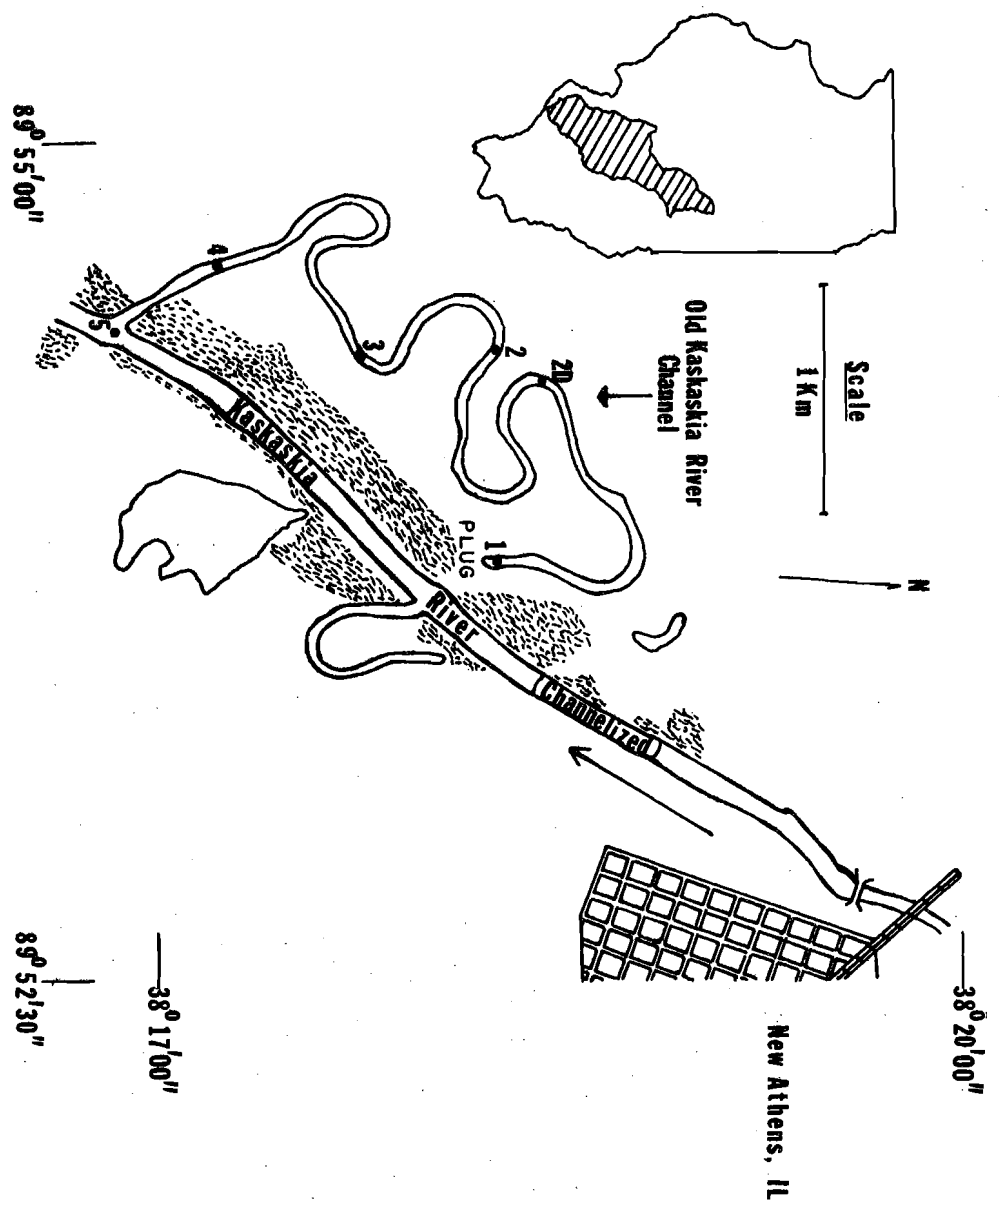 Scale
1 Km
Old Kaskaskia River
Channel
N
38° 20' 00"
New Athens, IL
2D
2
3
4
5
1
PLUG
Kaskaskia
River
Channelized
38° 17' 00"
89° 55' 00"
89° 52' 30"